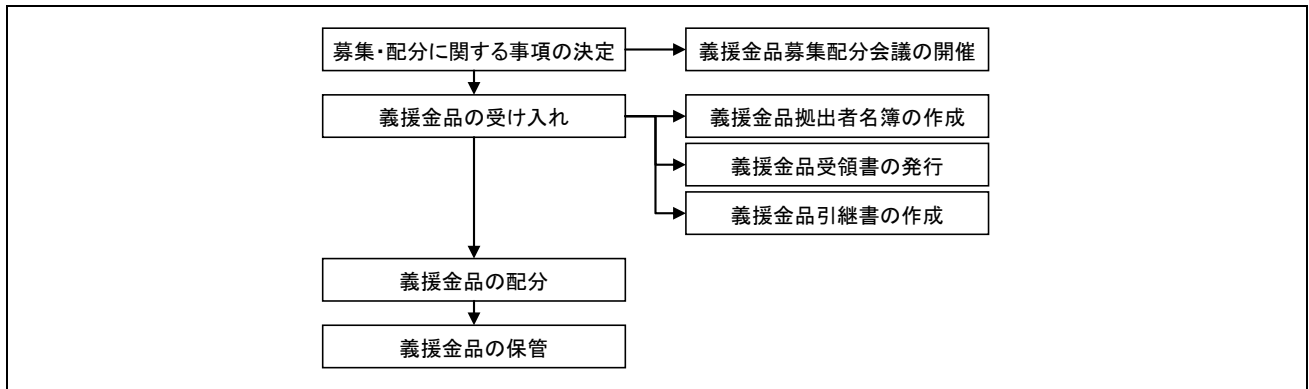 募集・配分に関する事項の決定
義援金品募集配分会議の開催
義援金品の受け入れ
義援金品拠出者名簿の作成
義援金品受領書の発行
義援金品引継書の作成
義援金品の配分
義援金品の保管